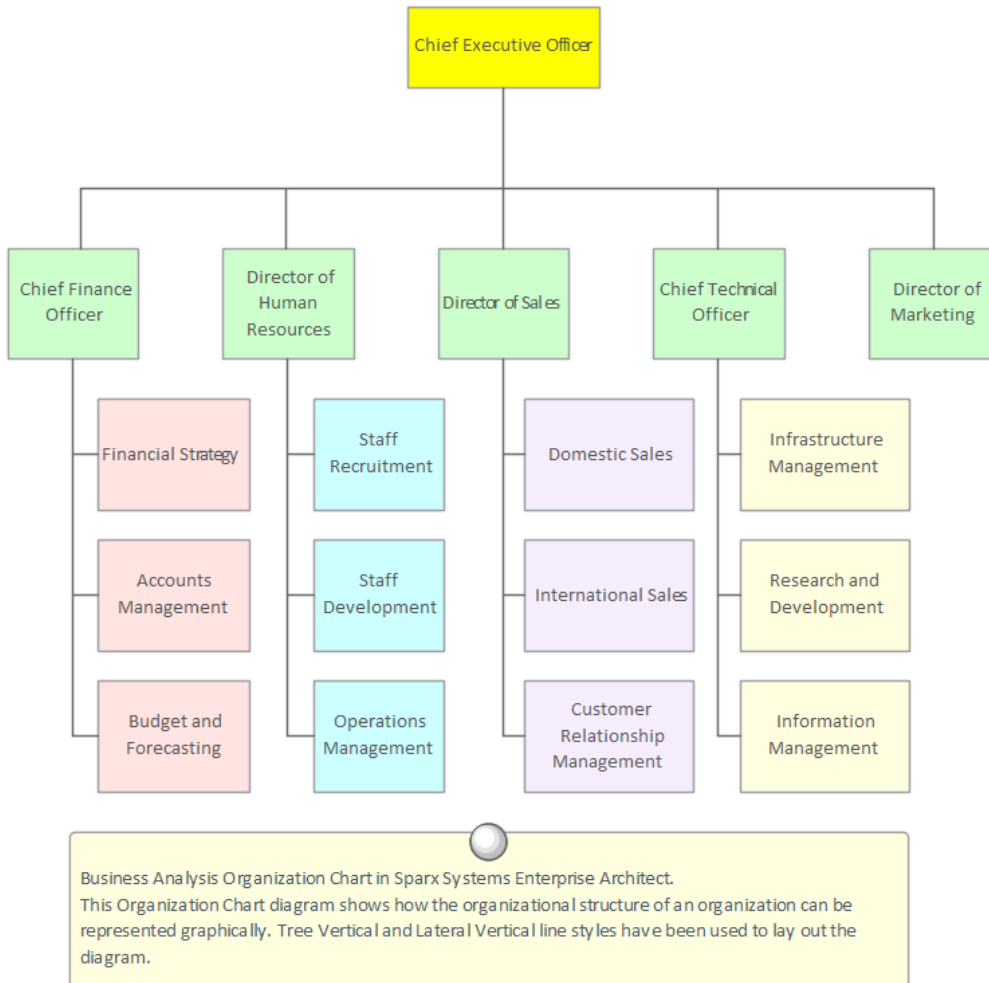 Chief Executive Officer
Chief Finance
Officer
Director of
Human
Resources
Director of Sales
Chief Technical
Officer
Director of
Marketing
Financial Strategy
Staff
Recruitment
Domestic Sales
Infrastructure
Management
Accounts
Management
Staff
Development
International Sales
Research and
Development
Budget and
Forecasting
Operations
Management
Customer
Relationship
Management
Information
Management
Business Analysis Organization Chart in Sparx Systems Enterprise Architect.
This Organization Chart diagram shows how the organizational structure of an organization can be
represented graphically. Tree Vertical and Lateral Vertical line styles have been used to lay out the
diagram.